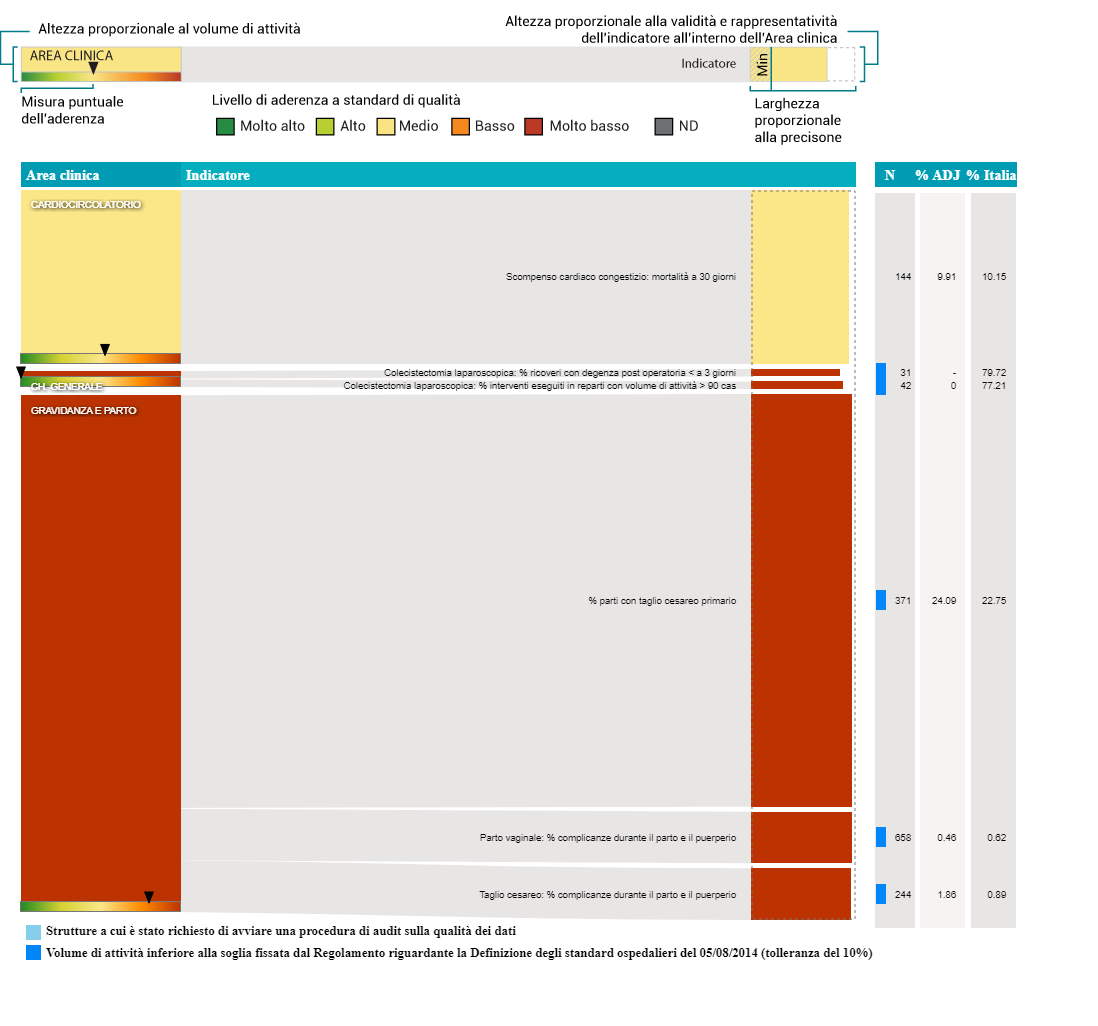 Altezza proporzionale al volume di attività
Altezza proporzionale alla validità e rappresentatività
dell'indicatore all'interno dell'Area clinica
AREA CLINICA
Indicatore
Min
Misura puntuale
dell'aderenza
Livello di aderenza a standard di qualità
Larghezza
proporzionale
alla precisone
Molto alto Alto Medio Basso Molto basso ND
Area clinica Indicatore N % ADJ % Italia
CARDIOCIRCOLATORIO
Scompenso cardiaco congestizio: mortalità a 30 giorni 144 9.91 10.15
Colecistectomia laparoscopica: % ricoveri con degenza post operatoria < a 3 giorni 31 - 79.72
CH. GENERALE
Colecistectomia laparoscopica: % interventi eseguiti in reparti con volume di attività > 90 cas 42 0 77.21
GRAVIDANZA E PARTO
% parti con taglio cesareo primario 371 24.09 22.75
Parto vaginale: % complicanze durante il parto e il puerperio 658 0.46 0.62
Taglio cesareo: % complicanze durante il parto e il puerperio 244 1.86 0.89
Strutture a cui è stato richiesto di avviare una procedura di audit sulla qualità dei dati
Volume di attività inferiore alla soglia fissata dal Regolamento riguardante la Definizione degli standard ospedalieri del 05/08/2014 (tolleranza del 10%)